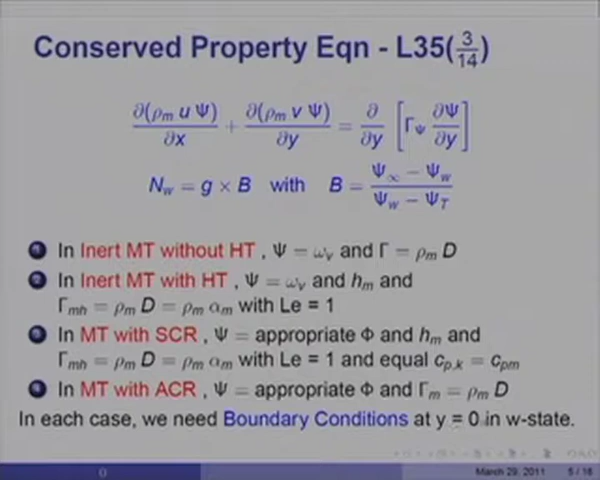 Conserved Property Eqn - L35(3/14)
∂(ρm u Ψ)/∂x + ∂(ρm v Ψ)/∂y = ∂/∂y [ΓΨ ∂Ψ/∂y]
Nw = g × B with B = (Ψ∞ − Ψw)/(Ψw − ΨT)
1 In Inert MT without HT , Ψ = ωv and Γ = ρm D
2 In Inert MT with HT , Ψ = ωv and hm and
Γmh = ρm D = ρm αm with Le = 1
3 In MT with SCR , Ψ = appropriate Φ and hm and
Γmh = ρm D = ρm αm with Le = 1 and equal cp,k = cpm
4 In MT with ACR , Ψ = appropriate Φ and Γm = ρm D
In each case, we need Boundary Conditions at y = 0 in w-state.
() March 29, 2011 5 / 16